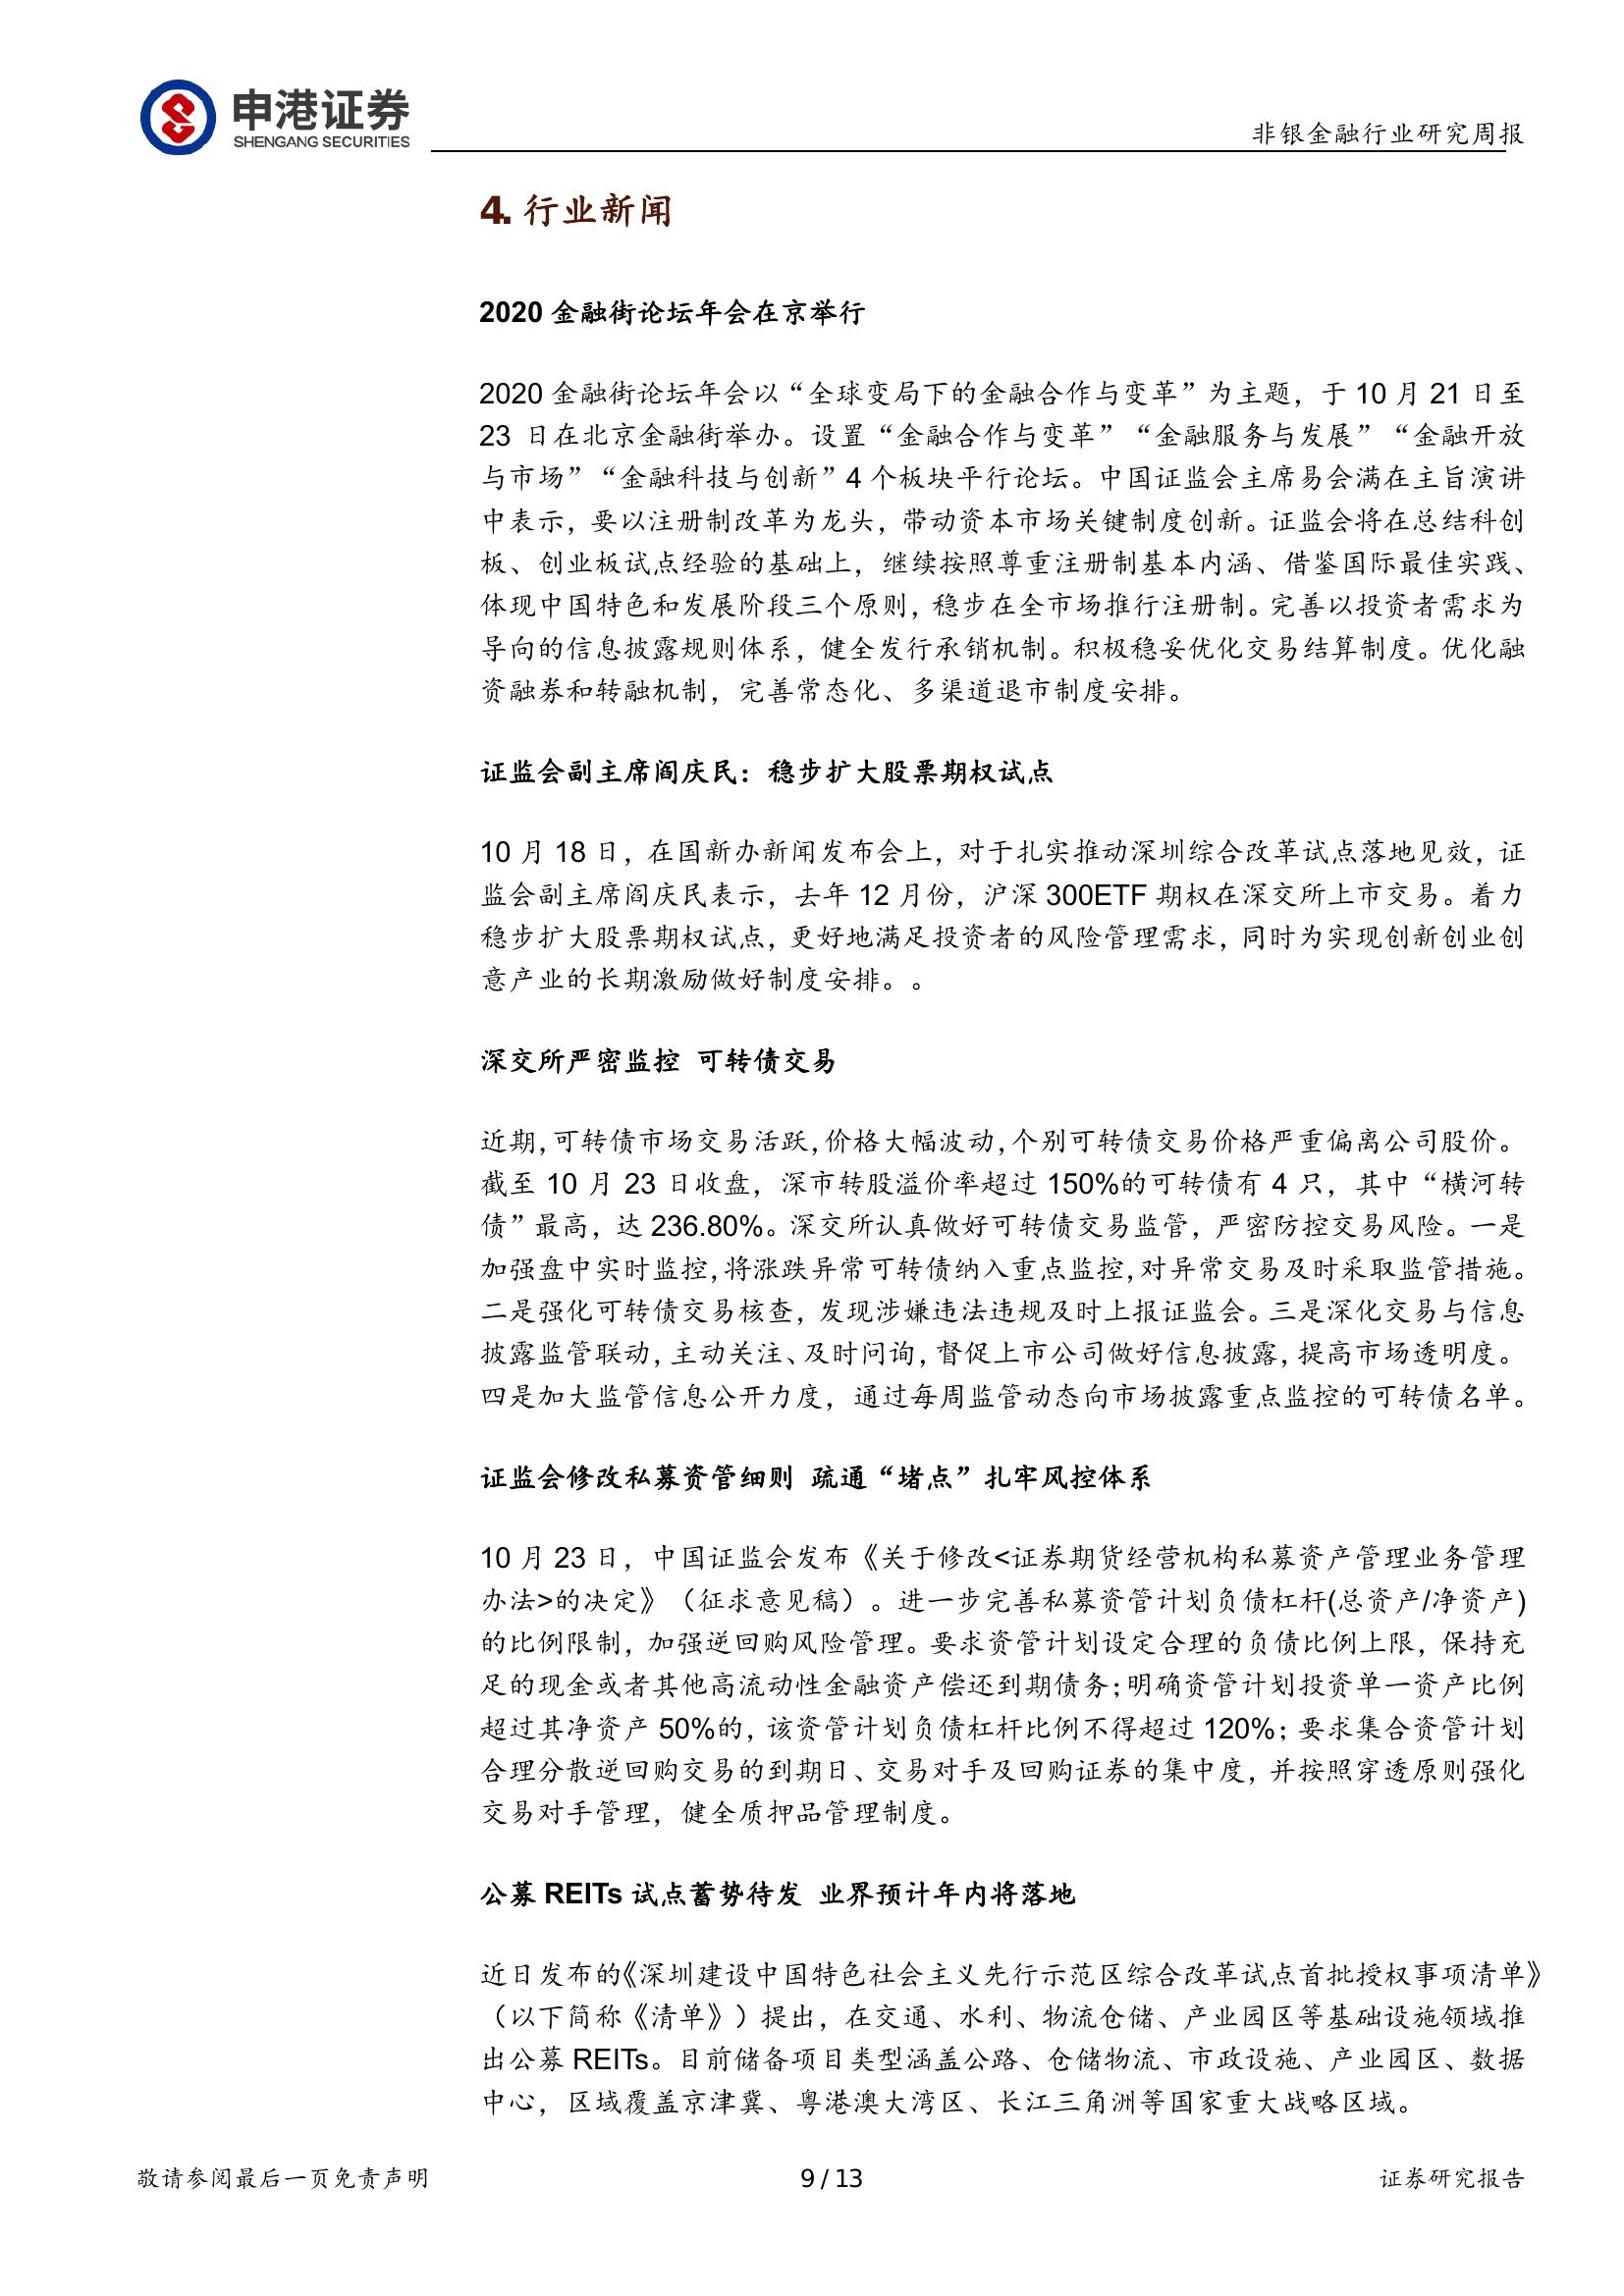 申港证券
SHENGANG SECURITIES
非银金融行业研究周报
4. 行业新闻
2020 金融街论坛年会在京举行
2020 金融街论坛年会以“全球变局下的金融合作与变革”为主题，于 10 月 21 日至
23 日在北京金融街举办。设置“金融合作与变革”“金融服务与发展”“金融开放
与市场”“金融科技与创新”4 个板块平行论坛。中国证监会主席易会满在主旨演讲
中表示，要以注册制改革为龙头，带动资本市场关键制度创新。证监会将在总结科创
板、创业板试点经验的基础上，继续按照尊重注册制基本内涵、借鉴国际最佳实践、
体现中国特色和发展阶段三个原则，稳步在全市场推行注册制。完善以投资者需求为
导向的信息披露规则体系，健全发行承销机制。积极稳妥优化交易结算制度。优化融
资融券和转融机制，完善常态化、多渠道退市制度安排。
证监会副主席阎庆民：稳步扩大股票期权试点
10 月 18 日，在国新办新闻发布会上，对于扎实推动深圳综合改革试点落地见效，证
监会副主席阎庆民表示，去年 12 月份，沪深 300ETF 期权在深交所上市交易。着力
稳步扩大股票期权试点，更好地满足投资者的风险管理需求，同时为实现创新创业创
意产业的长期激励做好制度安排。。
深交所严密监控 可转债交易
近期，可转债市场交易活跃，价格大幅波动，个别可转债交易价格严重偏离公司股价。
截至 10 月 23 日收盘，深市转股溢价率超过 150%的可转债有 4 只，其中“横河转
债”最高，达 236.80%。深交所认真做好可转债交易监管，严密防控交易风险。一是
加强盘中实时监控，将涨跌异常可转债纳入重点监控，对异常交易及时采取监管措施。
二是强化可转债交易核查，发现涉嫌违法违规及时上报证监会。三是深化交易与信息
披露监管联动，主动关注、及时问询，督促上市公司做好信息披露，提高市场透明度。
四是加大监管信息公开力度，通过每周监管动态向市场披露重点监控的可转债名单。
证监会修改私募资管细则 疏通“堵点”扎牢风控体系
10 月 23 日，中国证监会发布《关于修改<证券期货经营机构私募资产管理业务管理
办法>的决定》（征求意见稿）。进一步完善私募资管计划负债杠杆(总资产/净资产)
的比例限制，加强逆回购风险管理。要求资管计划设定合理的负债比例上限，保持充
足的现金或者其他高流动性金融资产偿还到期债务；明确资管计划投资单一资产比例
超过其净资产 50%的，该资管计划负债杠杆比例不得超过 120%；要求集合资管计划
合理分散逆回购交易的到期日、交易对手及回购证券的集中度，并按照穿透原则强化
交易对手管理，健全质押品管理制度。
公募 REITs 试点蓄势待发 业界预计年内将落地
近日发布的《深圳建设中国特色社会主义先行示范区综合改革试点首批授权事项清单》
（以下简称《清单》）提出，在交通、水利、物流仓储、产业园区等基础设施领域推
出公募 REITs。目前储备项目类型涵盖公路、仓储物流、市政设施、产业园区、数据
中心，区域覆盖京津冀、粤港澳大湾区、长江三角洲等国家重大战略区域。
敬请参阅最后一页免责声明
9 / 13
证券研究报告